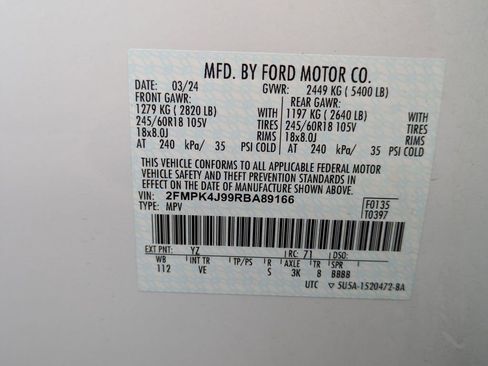 MFD. BY FORD MOTOR CO.
DATE: 03/24 GVWR: 2449 KG ( 5400 LB)
FRONT GAWR: REAR GAWR:
1279 KG ( 2820 LB) 1197 KG ( 2640 LB)
245/60R18 105V TIRES 245/60R18 105V TIRES
18x8.0J RIMS 18x8.0J RIMS
AT 240 kPa/ 35 PSI COLD AT 240 kPa/ 35 PSI COLD
THIS VEHICLE CONFORMS TO ALL APPLICABLE FEDERAL MOTOR
VEHICLE SAFETY AND THEFT PREVENTION STANDARDS IN
EFFECT ON THE DATE OF MANUFACTURE SHOWN ABOVE.
VIN: 2FMPK4J99RBA89166 F0135
TYPE: MPV T0397
EXT PNT: YZ RC: 71 DSO:
WB INT TR TP/PS R AXLE TR SPR
112 VE S 3K 8 BBBB
UTC ▽ 5U5A-1520472-BA